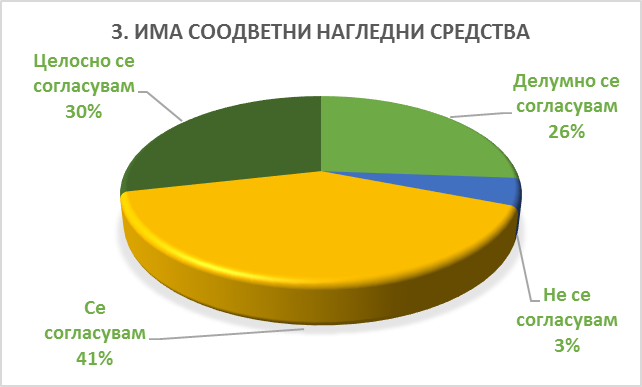 3. ИМА СООДВЕТНИ НАГЛЕДНИ СРЕДСТВА
Целосно се
согласувам
30%
Делумно се
согласувам
26%
Се
согласувам
41%
Не се
согласувам
3%